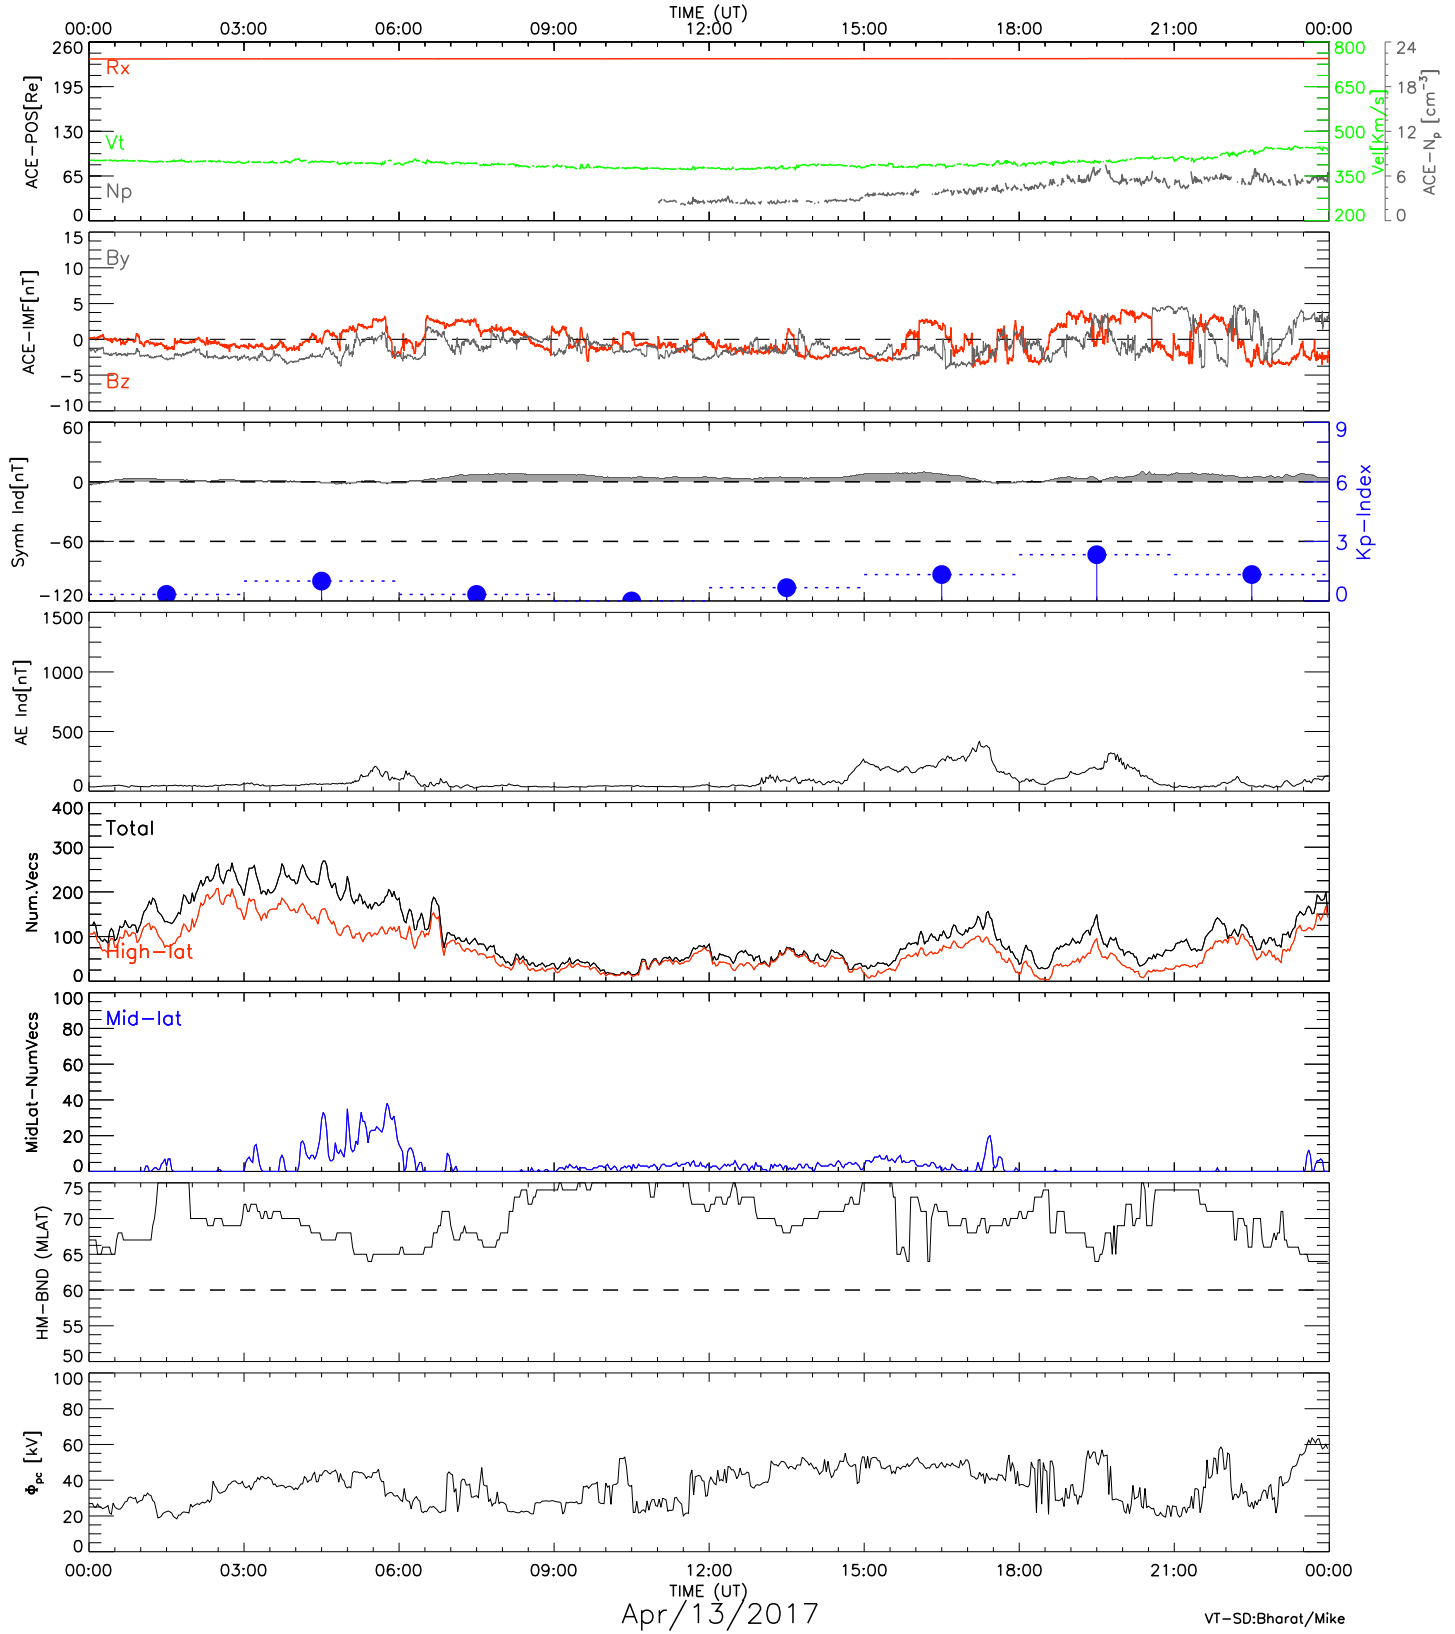 TIME (UT)
00:00 03:00 06:00 09:00 12:00 15:00 18:00 21:00 00:00
260
195
130
65
0
ACE-POS[Re]
Rx
Vt
Np
800
650
500
350
200
Vel[Km/s]
24
18
12
6
0
ACE-Np [cm⁻³]
15
10
5
0
-5
-10
ACE-IMF[nT]
By
Bz
60
0
-60
-120
Symh Ind[nT]
9
6
3
0
Kp-Index
1500
1000
500
0
AE Ind[nT]
400
300
200
100
0
Num.Vecs
Total
High-lat
100
80
60
40
20
0
MidLat-NumVecs
Mid-lat
75
70
65
60
55
50
HM-BND (MLAT)
100
80
60
40
20
0
Φpc [kV]
00:00 03:00 06:00 09:00 12:00 15:00 18:00 21:00 00:00
TIME (UT)
Apr/13/2017
VT-SD:Bharat/Mike